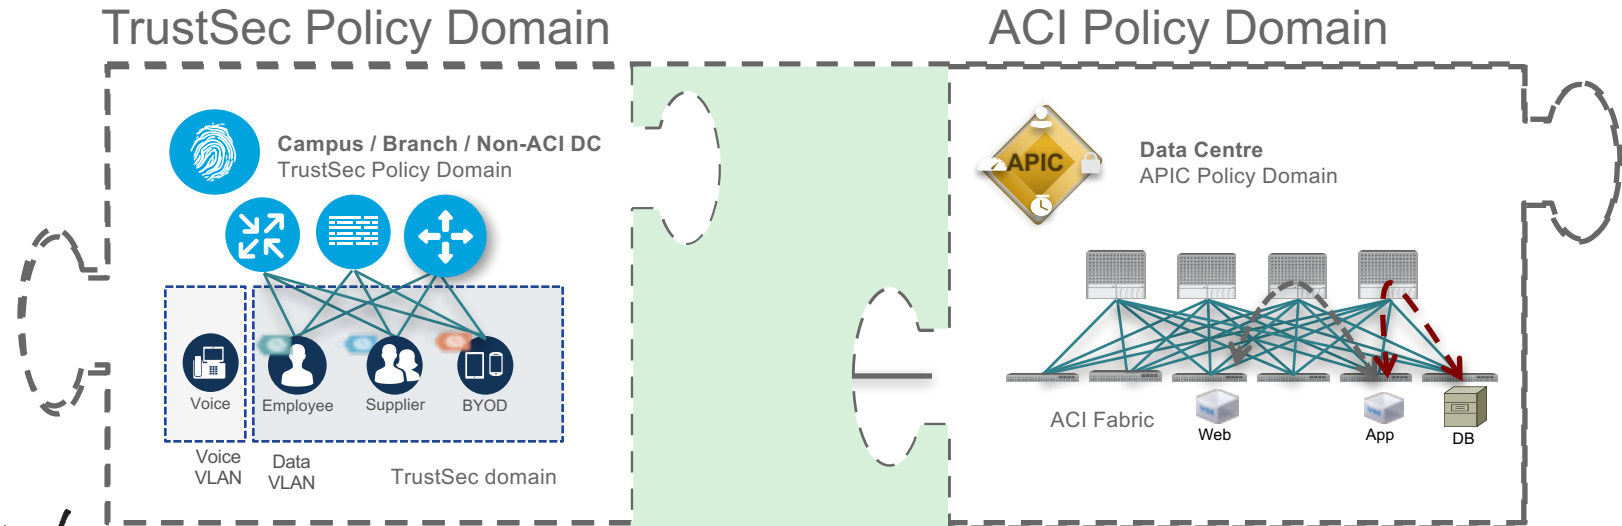 TrustSec Policy Domain
ACI Policy Domain
Campus / Branch / Non-ACI DC
TrustSec Policy Domain
APIC
Data Centre
APIC Policy Domain
Voice
Employee
Supplier
BYOD
Voice
VLAN
Data
VLAN
TrustSec domain
ACI Fabric
Web
App
DB